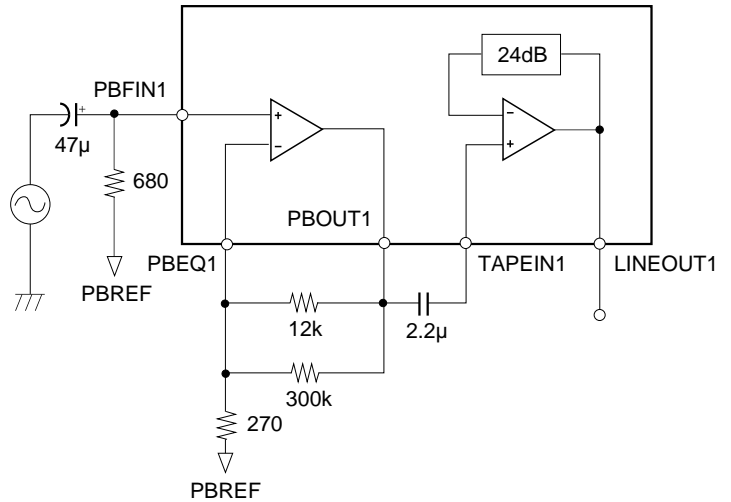 24dB
PBFIN1
+
47µ
+
−
−
+
680
PBOUT1
PBREF
PBEQ1
TAPEIN1
LINEOUT1
12k
2.2µ
300k
270
PBREF